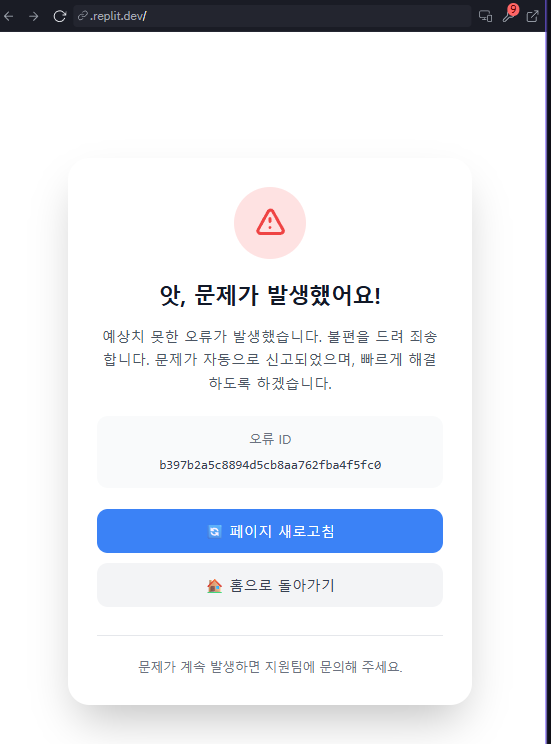 .replit.dev/
9
앗, 문제가 발생했어요!
예상치 못한 오류가 발생했습니다. 불편을 드려 죄송
합니다. 문제가 자동으로 신고되었으며, 빠르게 해결
하도록 하겠습니다.
오류 ID
b397b2a5c8894d5cb8aa762fba4f5fc0
페이지 새로고침
홈으로 돌아가기
문제가 계속 발생하면 지원팀에 문의해 주세요.